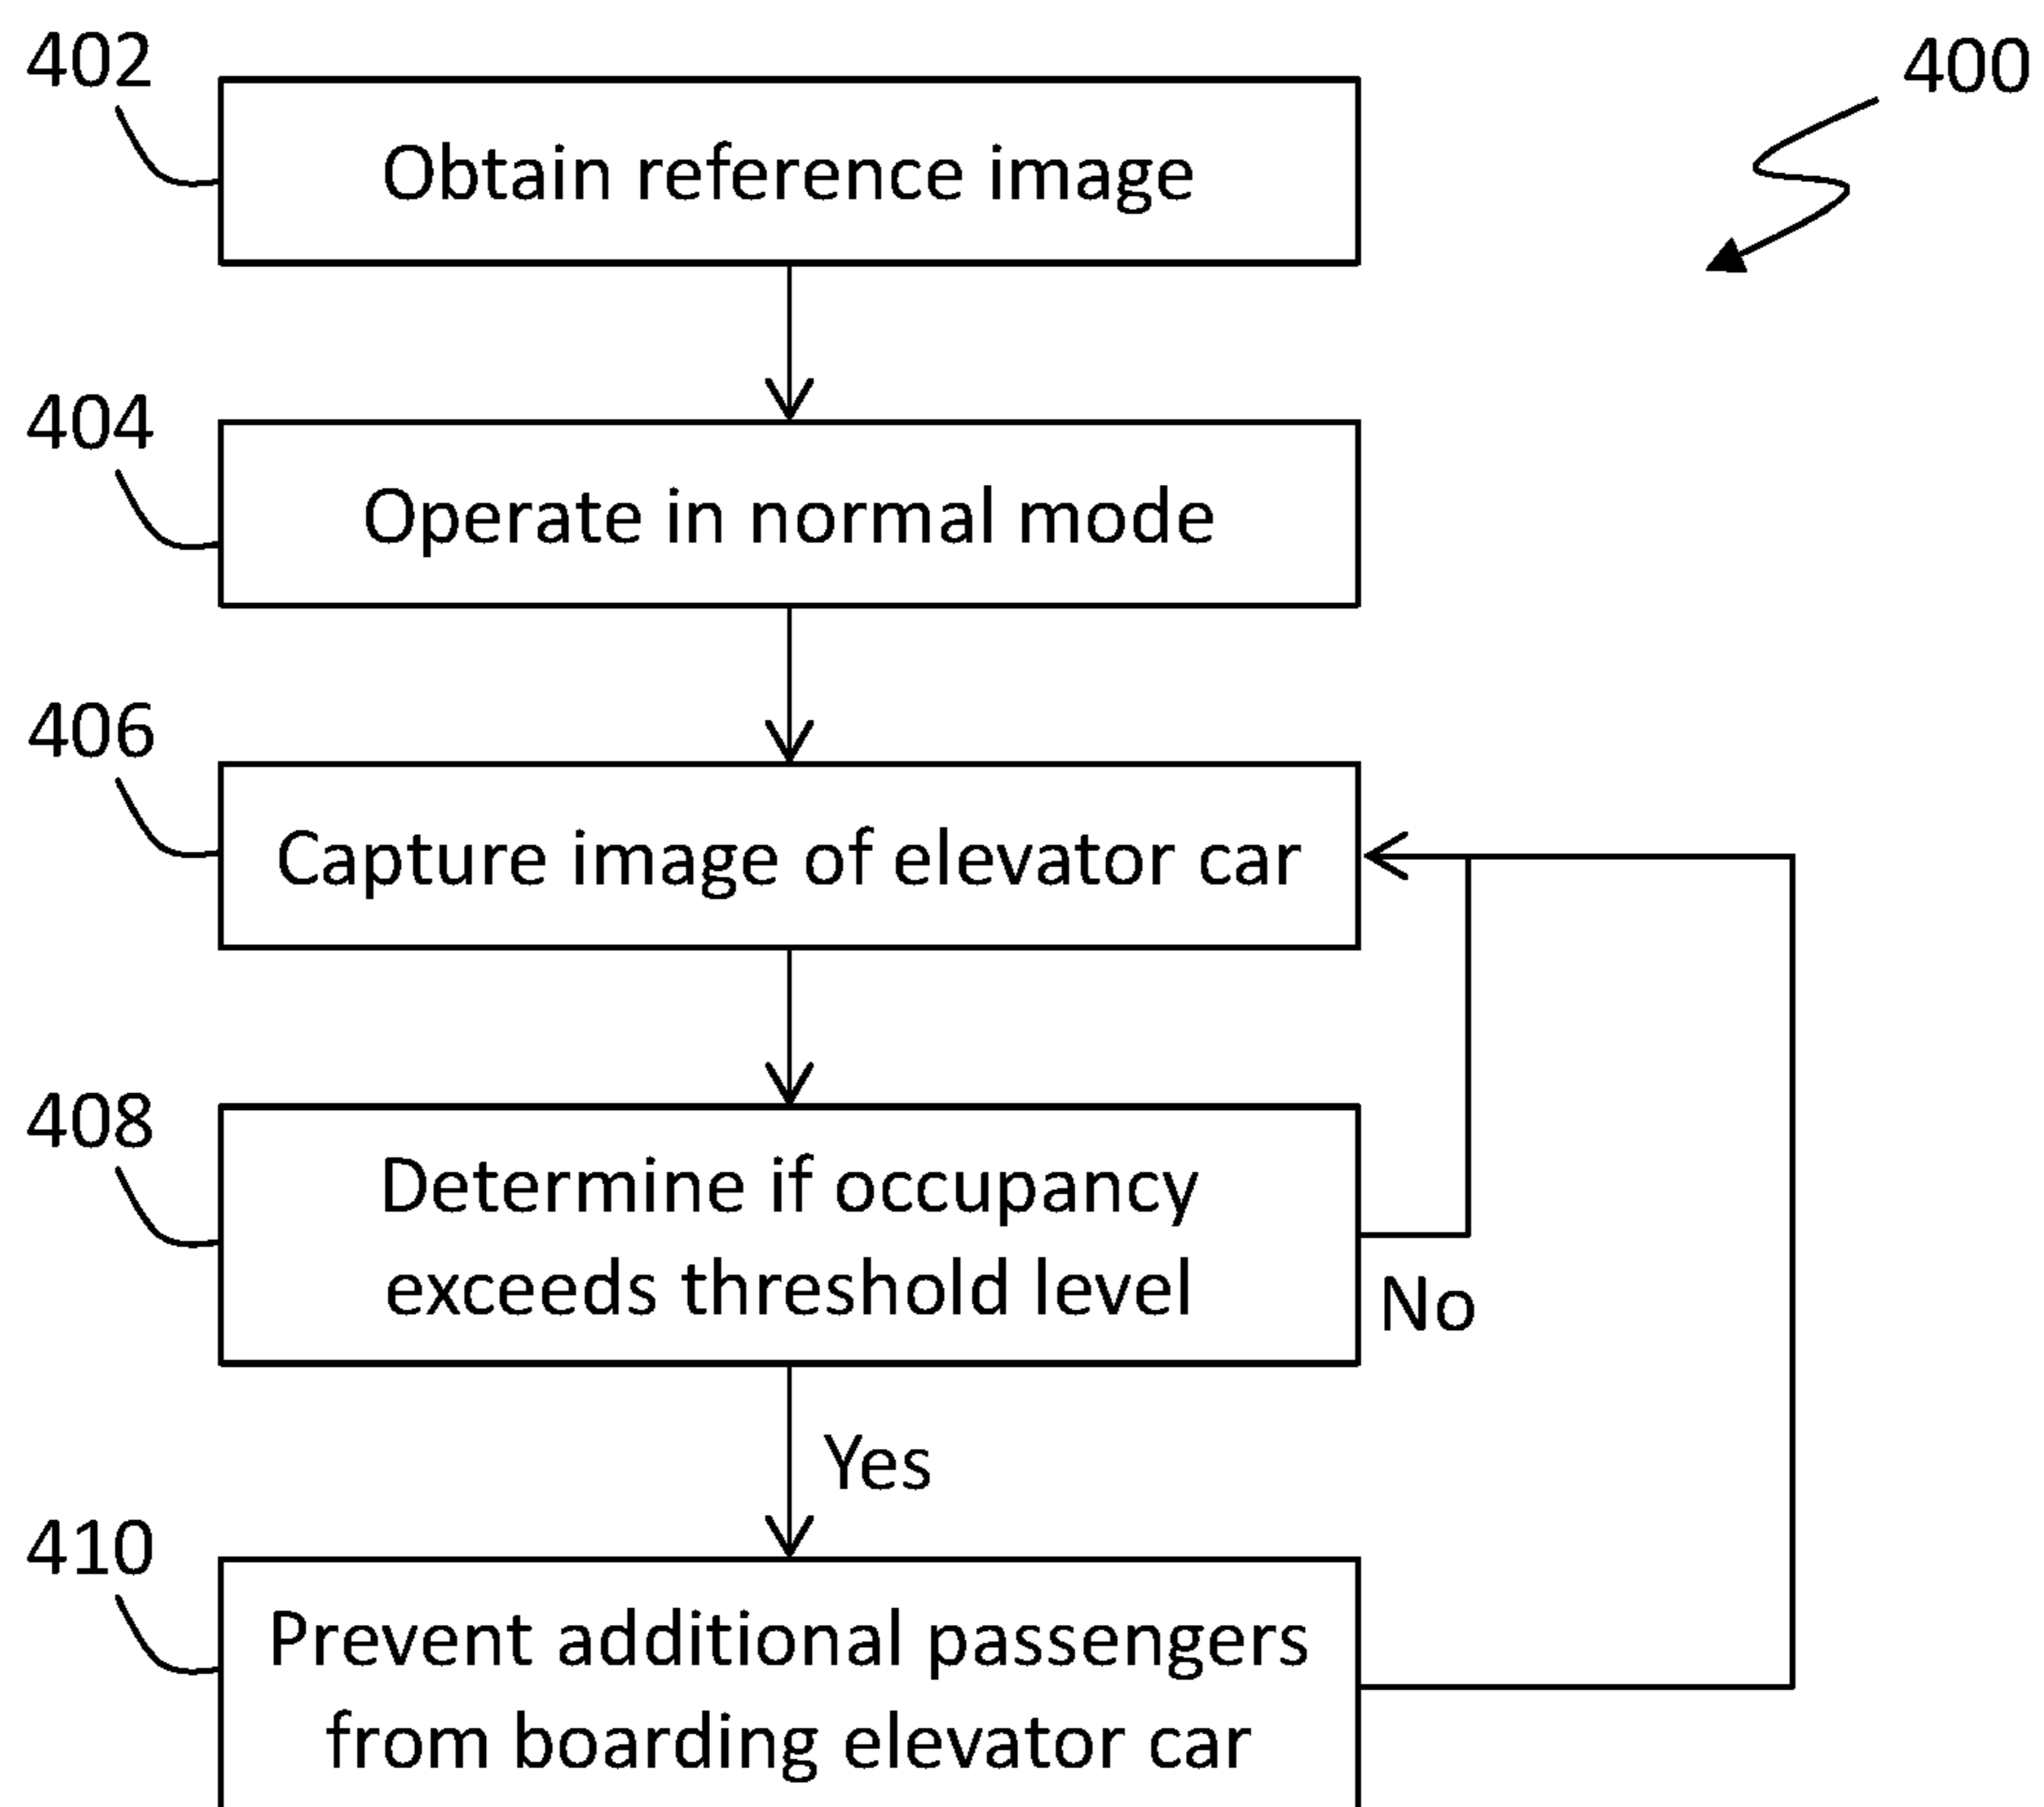 402
400
Obtain reference image
404
Operate in normal mode
406
Capture image of elevator car
408
Determine if occupancy
exceeds threshold level
No
Yes
410
Prevent additional passengers
from boarding elevator car